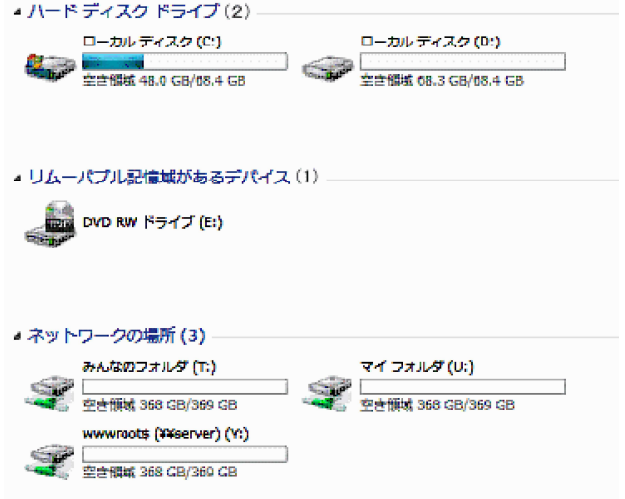 ハード ディスク ドライブ (2)
ローカル ディスク (C:)
空き領域 48.0 GB/68.4 GB
ローカル ディスク (D:)
空き領域 68.3 GB/68.4 GB
リムーバブル記憶域があるデバイス (1)
DVD RW ドライブ (E:)
ネットワークの場所 (3)
みんなのフォルダ (T:)
空き領域 368 GB/369 GB
マイ フォルダ (U:)
空き領域 368 GB/369 GB
wwwroot$ (¥¥server) (V:)
空き領域 368 GB/369 GB